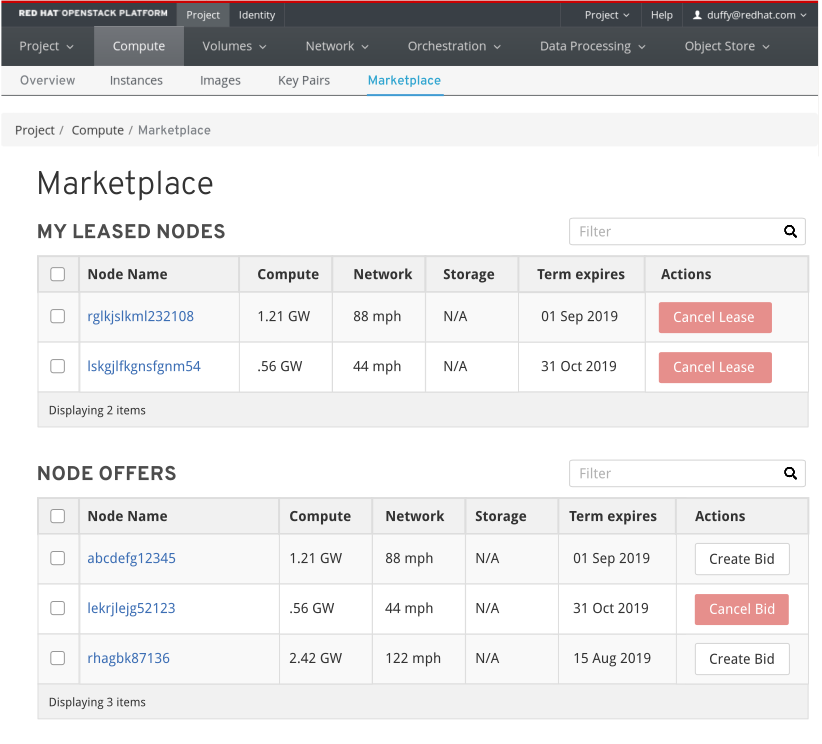 RED HAT OPENSTACK PLATFORM Project Identity Project Help duffy@redhat.com
Project Compute Volumes Network Orchestration Data Processing Object Store
Overview Instances Images Key Pairs Marketplace
Project / Compute / Marketplace
Marketplace
MY LEASED NODES Filter
Node Name Compute Network Storage Term expires Actions
rglkjslkml232108 1.21 GW 88 mph N/A 01 Sep 2019 Cancel Lease
lskgjlfkgnsfgnm54 .56 GW 44 mph N/A 31 Oct 2019 Cancel Lease
Displaying 2 items
NODE OFFERS Filter
Node Name Compute Network Storage Term expires Actions
abcdefg12345 1.21 GW 88 mph N/A 01 Sep 2019 Create Bid
lekrjlejg52123 .56 GW 44 mph N/A 31 Oct 2019 Cancel Bid
rhagbk87136 2.42 GW 122 mph N/A 15 Aug 2019 Create Bid
Displaying 3 items